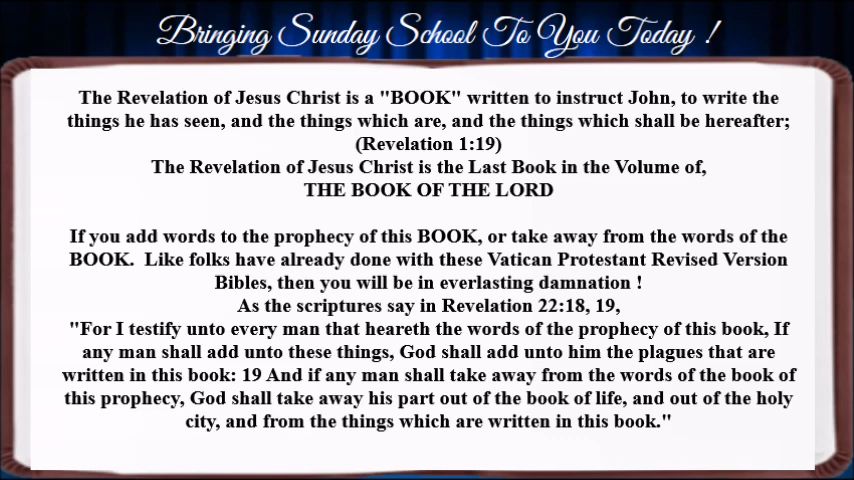 Bringing Sunday School To You Today !
The Revelation of Jesus Christ is a "BOOK" written to instruct John, to write the
things he has seen, and the things which are, and the things which shall be hereafter;
(Revelation 1:19)
The Revelation of Jesus Christ is the Last Book in the Volume of,
THE BOOK OF THE LORD
If you add words to the prophecy of this BOOK, or take away from the words of the
BOOK.  Like folks have already done with these Vatican Protestant Revised Version
Bibles, then you will be in everlasting damnation !
As the scriptures say in Revelation 22:18, 19,
"For I testify unto every man that heareth the words of the prophecy of this book, If
any man shall add unto these things, God shall add unto him the plagues that are
written in this book: 19 And if any man shall take away from the words of the book of
this prophecy, God shall take away his part out of the book of life, and out of the holy
city, and from the things which are written in this book."